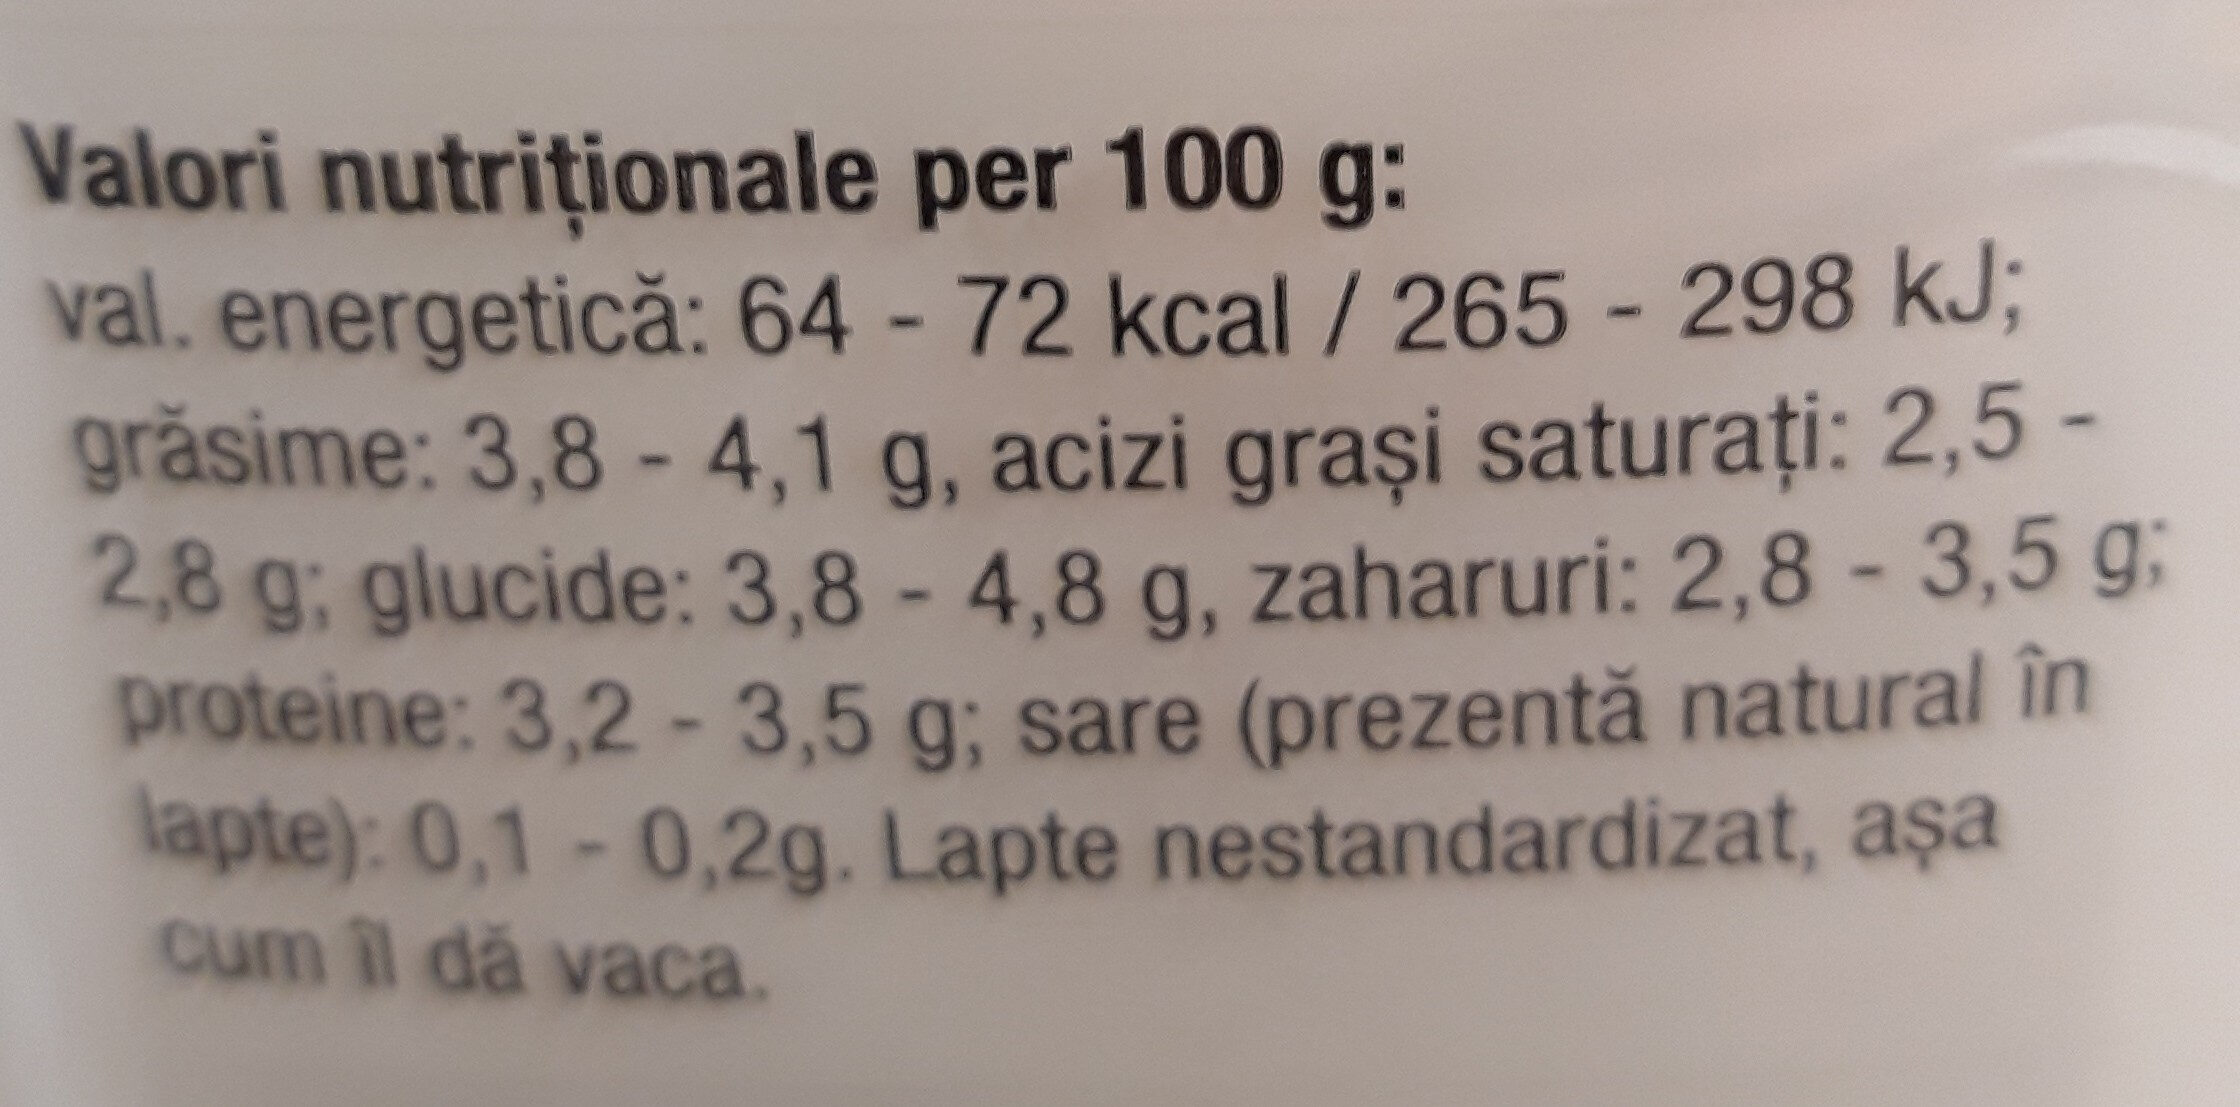 Valori nutriționale per 100 g:
val. energetică: 64 - 72 kcal / 265 - 298 kJ;
grăsime: 3,8 - 4,1 g, acizi grași saturați: 2,5 -
2,8 g; glucide: 3,8 - 4,8 g, zaharuri: 2,8 - 3,5 g;
proteine: 3,2 - 3,5 g; sare (prezentă natural în
lapte): 0,1 - 0,2g. Lapte nestandardizat, așa
cum îl dă vaca.